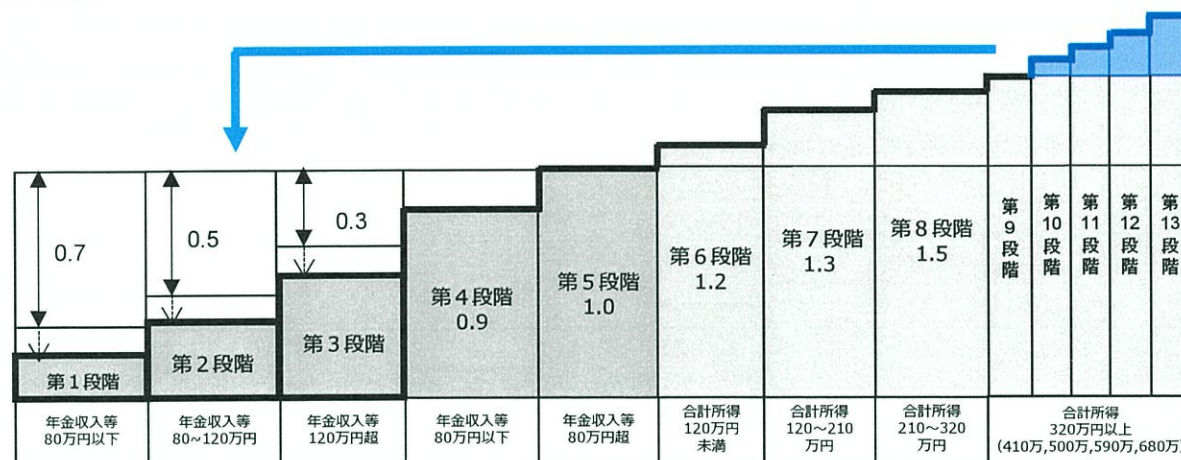 0.7
0.5
0.3
第1段階
第2段階
第3段階
第4段階
0.9
第5段階
1.0
第6段階
1.2
第7段階
1.3
第8段階
1.5
第9段階
第10段階
第11段階
第12段階
第13段階
年金収入等
80万円以下
年金収入等
80~120万円
年金収入等
120万円超
年金収入等
80万円以下
年金収入等
80万円超
合計所得
120万円
未満
合計所得
120~210
万円
合計所得
210~320
万円
合計所得
320万円以上
(410万,500万,590万,680万)